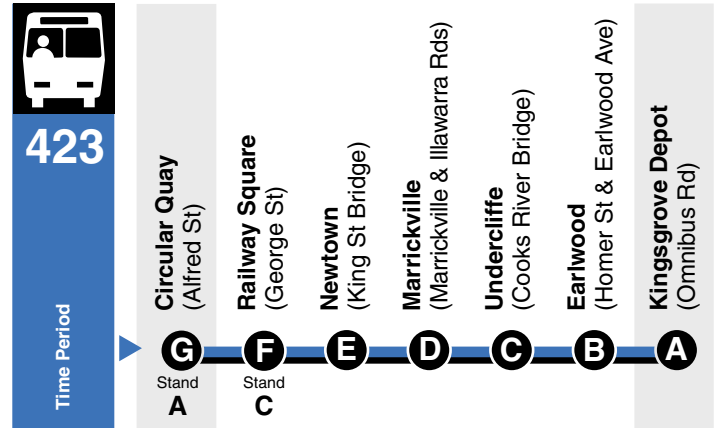 423
Time Period
Circular Quay
(Alfred St)
Railway Square
(George St)
Newtown
(King St Bridge)
Marrickville
(Marrickville & Illawarra Rds)
Undercliffe
(Cooks River Bridge)
Earlwood
(Homer St & Earlwood Ave)
Kingsgrove Depot
(Omnibus Rd)
G F E D C B A
Stand Stand
A C